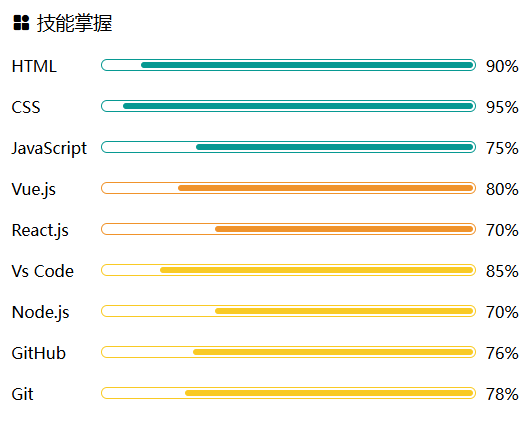 技能掌握
HTML 90%
CSS 95%
JavaScript 75%
Vue.js 80%
React.js 70%
Vs Code 85%
Node.js 70%
GitHub 76%
Git 78%